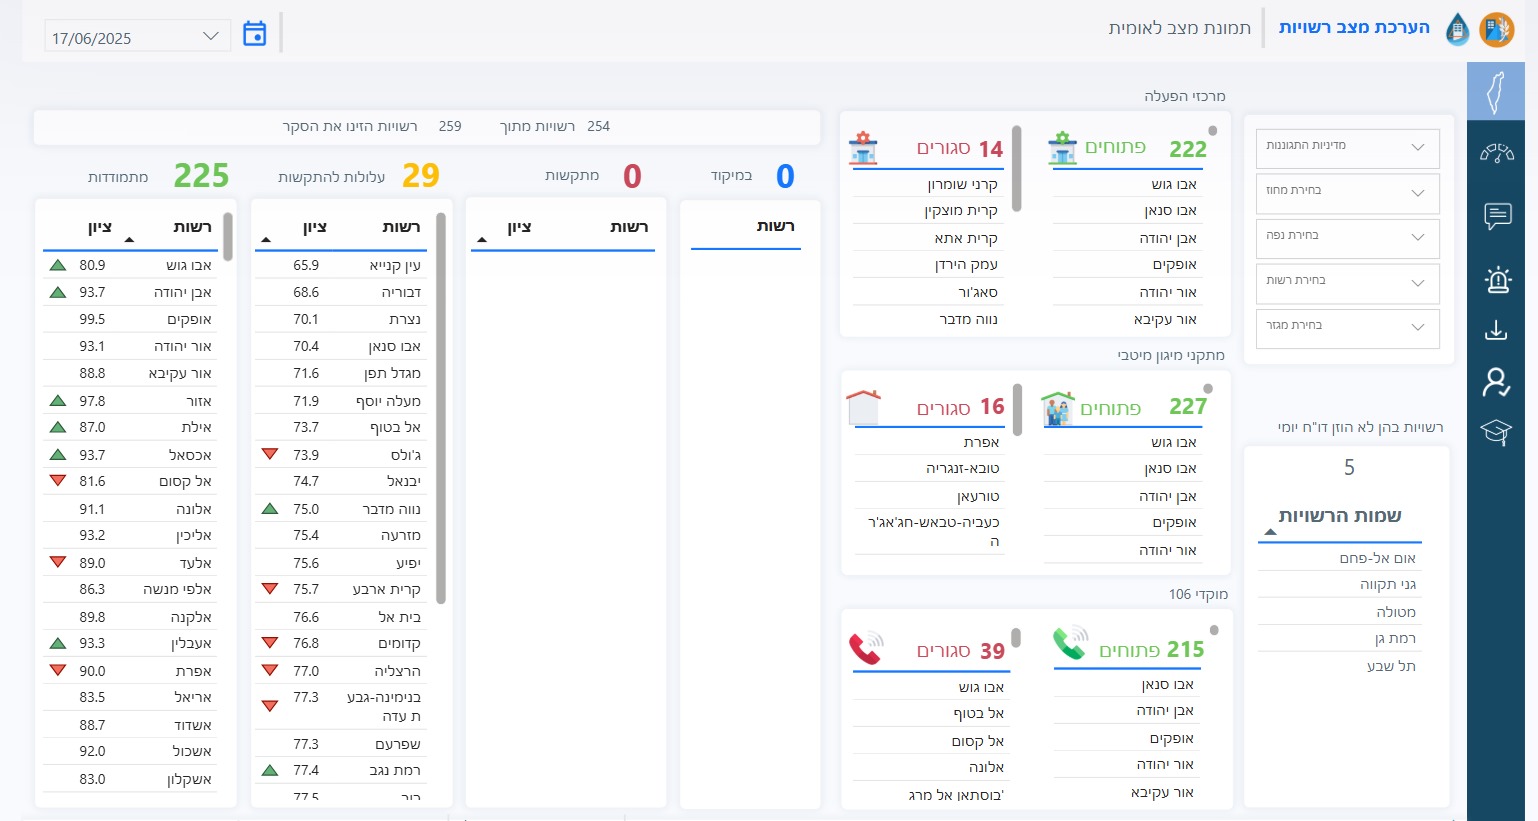 הערכת מצב רשויות
תמונת מצב לאומית
17/06/2025
מדיניות התגוננות
בחירת מחוז
בחירת נפה
בחירת רשות
בחירת מגזר
רשויות בהן לא הוזן דו"ח יומי
5
שמות הרשויות
אום אל-פחם
גני תקווה
מטולה
רמת גן
תל שבע
מרכזי הפעלה
222 פתוחים
אבו גוש
אבו סנאן
אבן יהודה
אופקים
אור יהודה
אור עקיבא
14 סגורים
קרני שומרון
קרית מוצקין
קרית אתא
עמק הירדן
סאג'ור
נווה מדבר
מתקני מיגון מיטבי
227 פתוחים
אבו גוש
אבו סנאן
אבן יהודה
אופקים
אור יהודה
16 סגורים
אפרת
טובא-זנגריה
טורעאן
כעביה-טבאש-חג'אג'ר
ה
מוקדי 106
215 פתוחים
אבו סנאן
אבן יהודה
אופקים
אור יהודה
אור עקיבא
39 סגורים
אבו גוש
אל בטוף
אל קסום
אלונה
בוסתאן אל מרג'
254 רשויות מתוך 259 רשויות הזינו את הסקר
0 במיקוד
רשות
0 מתקשות
רשות ציון
29 עלולות להתקשות
רשות ציון
עין קנייא 65.9
דבוריה 68.6
נצרת 70.1
אבו סנאן 70.4
מגדל תפן 71.6
מעלה יוסף 71.9
אל בטוף 73.7
ג'ולס 73.9
יבנאל 74.7
נווה מדבר 75.0
מזרעה 75.4
יפיע 75.6
קרית ארבע 75.7
בית אל 76.6
קדומים 76.8
הרצליה 77.0
בנימינה-גבע 77.3
ת עדה
שפרעם 77.3
רמת נגב 77.4
77.5
225 מתמודדות
רשות ציון
אבו גוש 80.9
אבן יהודה 93.7
אופקים 99.5
אור יהודה 93.1
אור עקיבא 88.8
אזור 97.8
אילת 87.0
אכסאל 93.7
אל קסום 81.6
אלונה 91.1
אליכין 93.2
אלעד 89.0
אלפי מנשה 86.3
אלקנה 89.8
אעבלין 93.3
אפרת 90.0
אריאל 83.5
אשדוד 88.7
אשכול 92.0
אשקלון 83.0